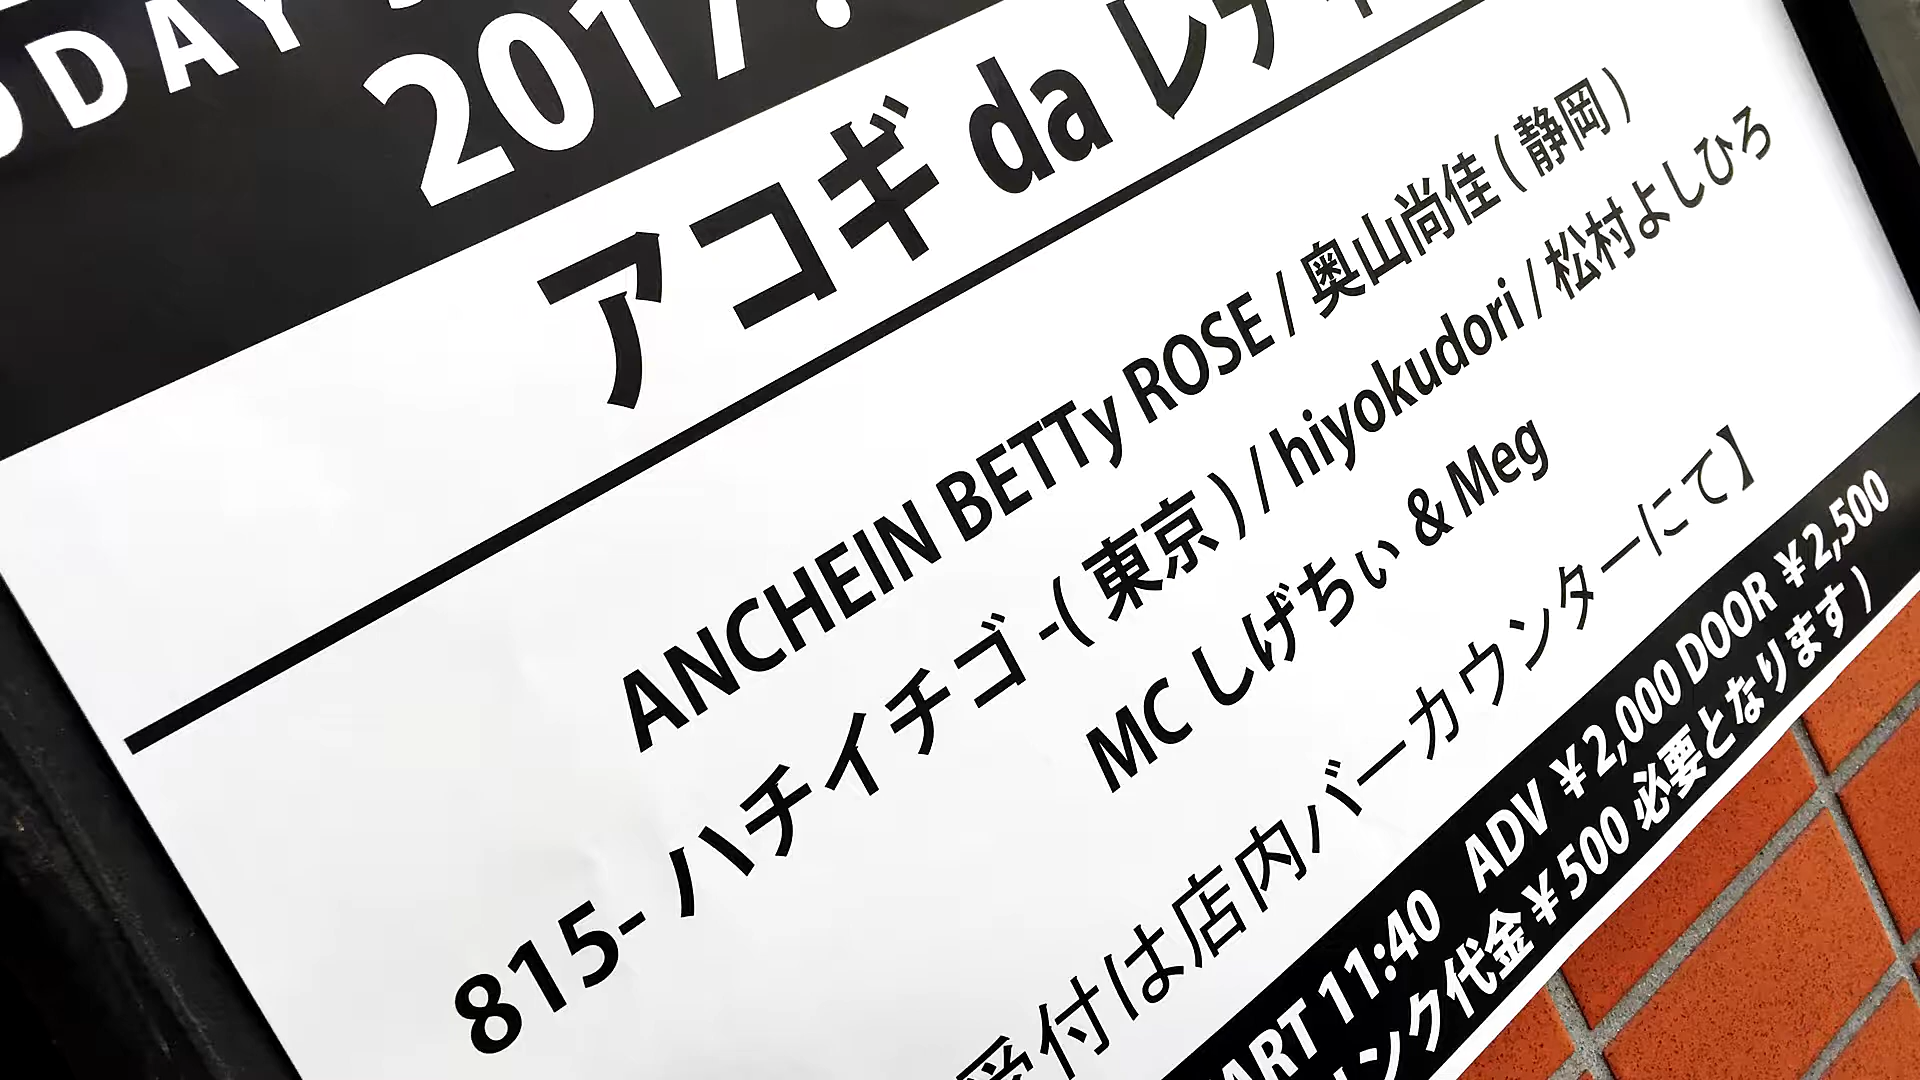 ODAY
2017.
アコギ da レディ
ANCHEIN BETTy ROSE / 奥山尚佳 ( 静岡 )
815- ハチイチゴ -( 東京 ) / hiyokudori / 松村よしひろ
MC しげちぃ & Meg
受付は店内バーカウンターにて】
ART 11:40 ADV ¥2,000 DOOR ¥2,500
ンク代金 ¥500 必要となります )